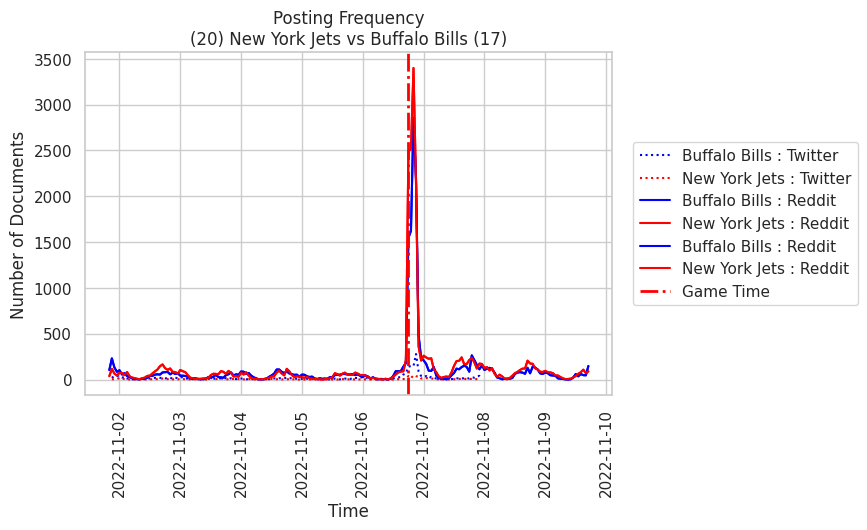 Posting Frequency
(20) New York Jets vs Buffalo Bills (17)
Number of Documents
3500
3000
2500
2000
1500
1000
500
0
2022-11-02
2022-11-03
2022-11-04
2022-11-05
2022-11-06
2022-11-07
2022-11-08
2022-11-09
2022-11-10
Time
Buffalo Bills : Twitter
New York Jets : Twitter
Buffalo Bills : Reddit
New York Jets : Reddit
Buffalo Bills : Reddit
New York Jets : Reddit
Game Time